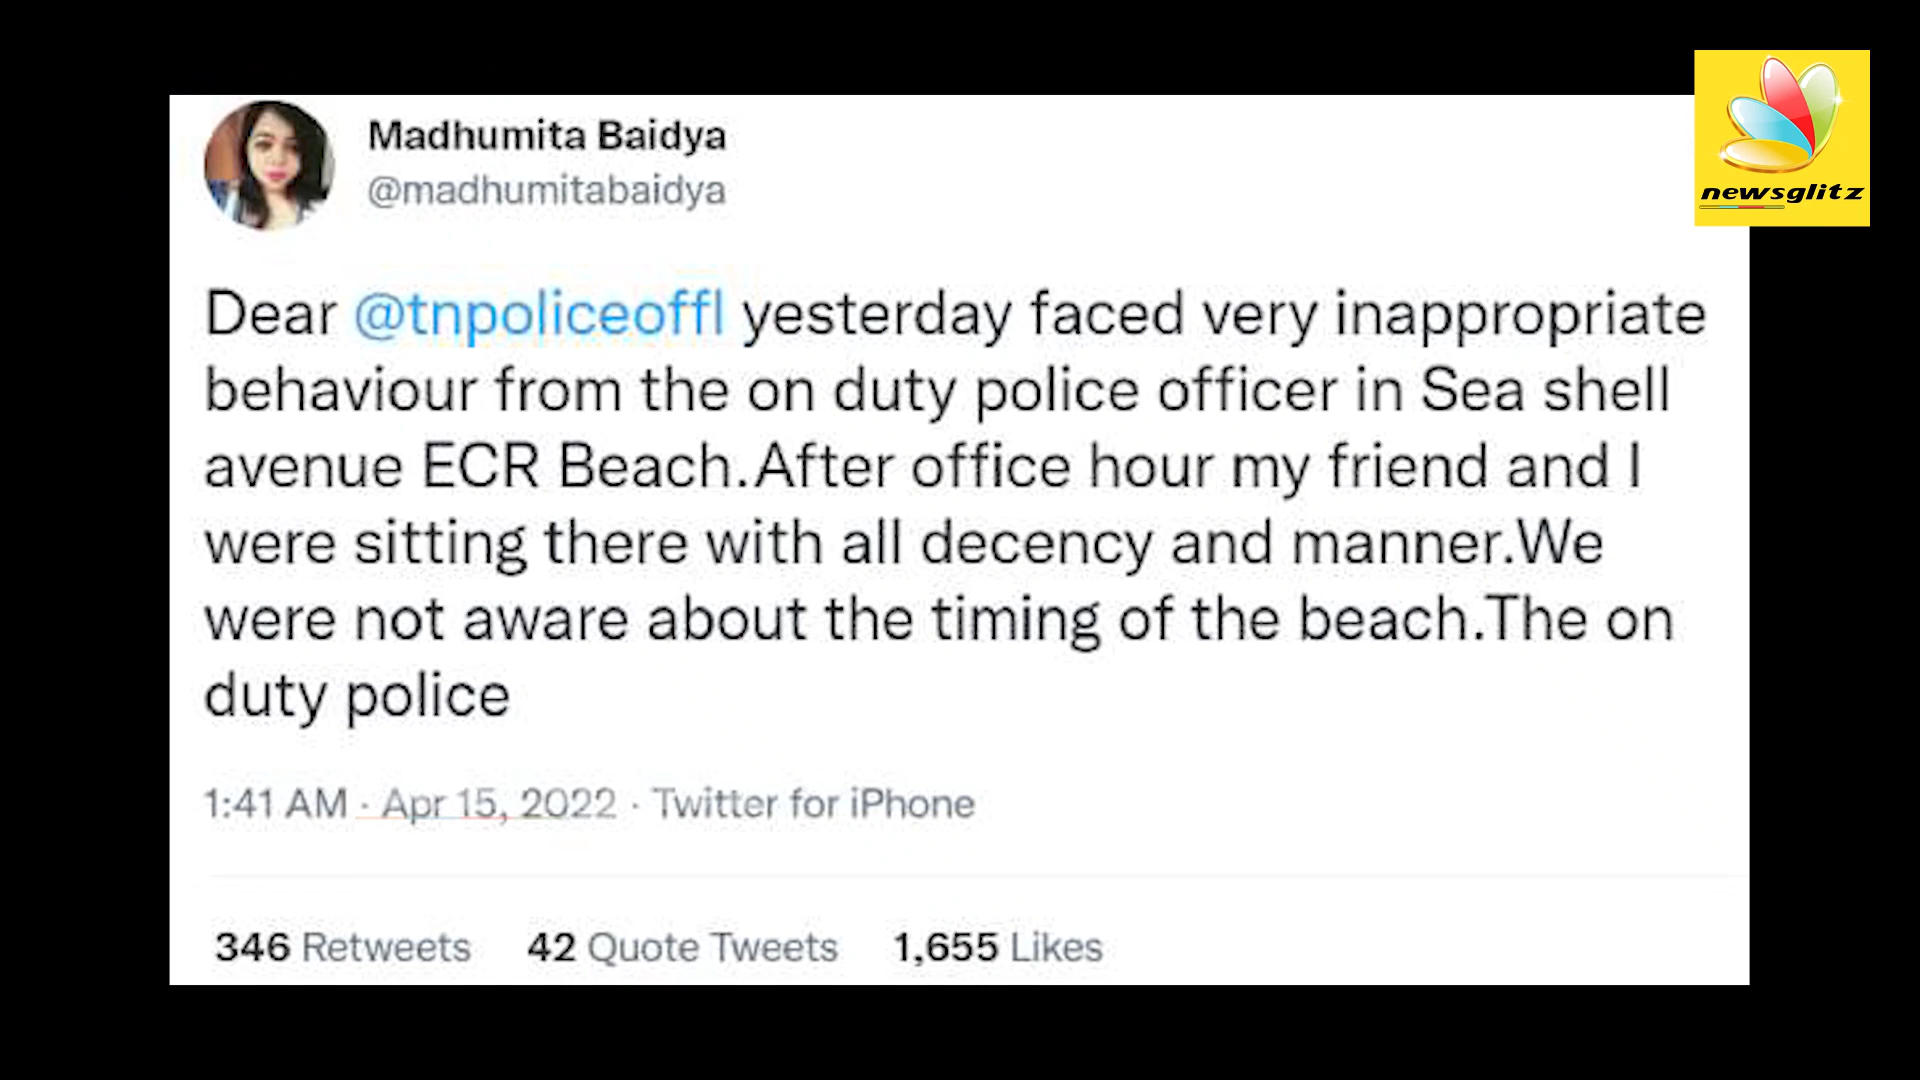 Madhumita Baidya
@madhumitabaidya
newsglitz
Dear @tnpoliceoffl yesterday faced very inappropriate
behaviour from the on duty police officer in Sea shell
avenue ECR Beach.After office hour my friend and I
were sitting there with all decency and manner.We
were not aware about the timing of the beach.The on
duty police
1:41 AM · Apr 15, 2022 · Twitter for iPhone
346 Retweets 42 Quote Tweets 1,655 Likes